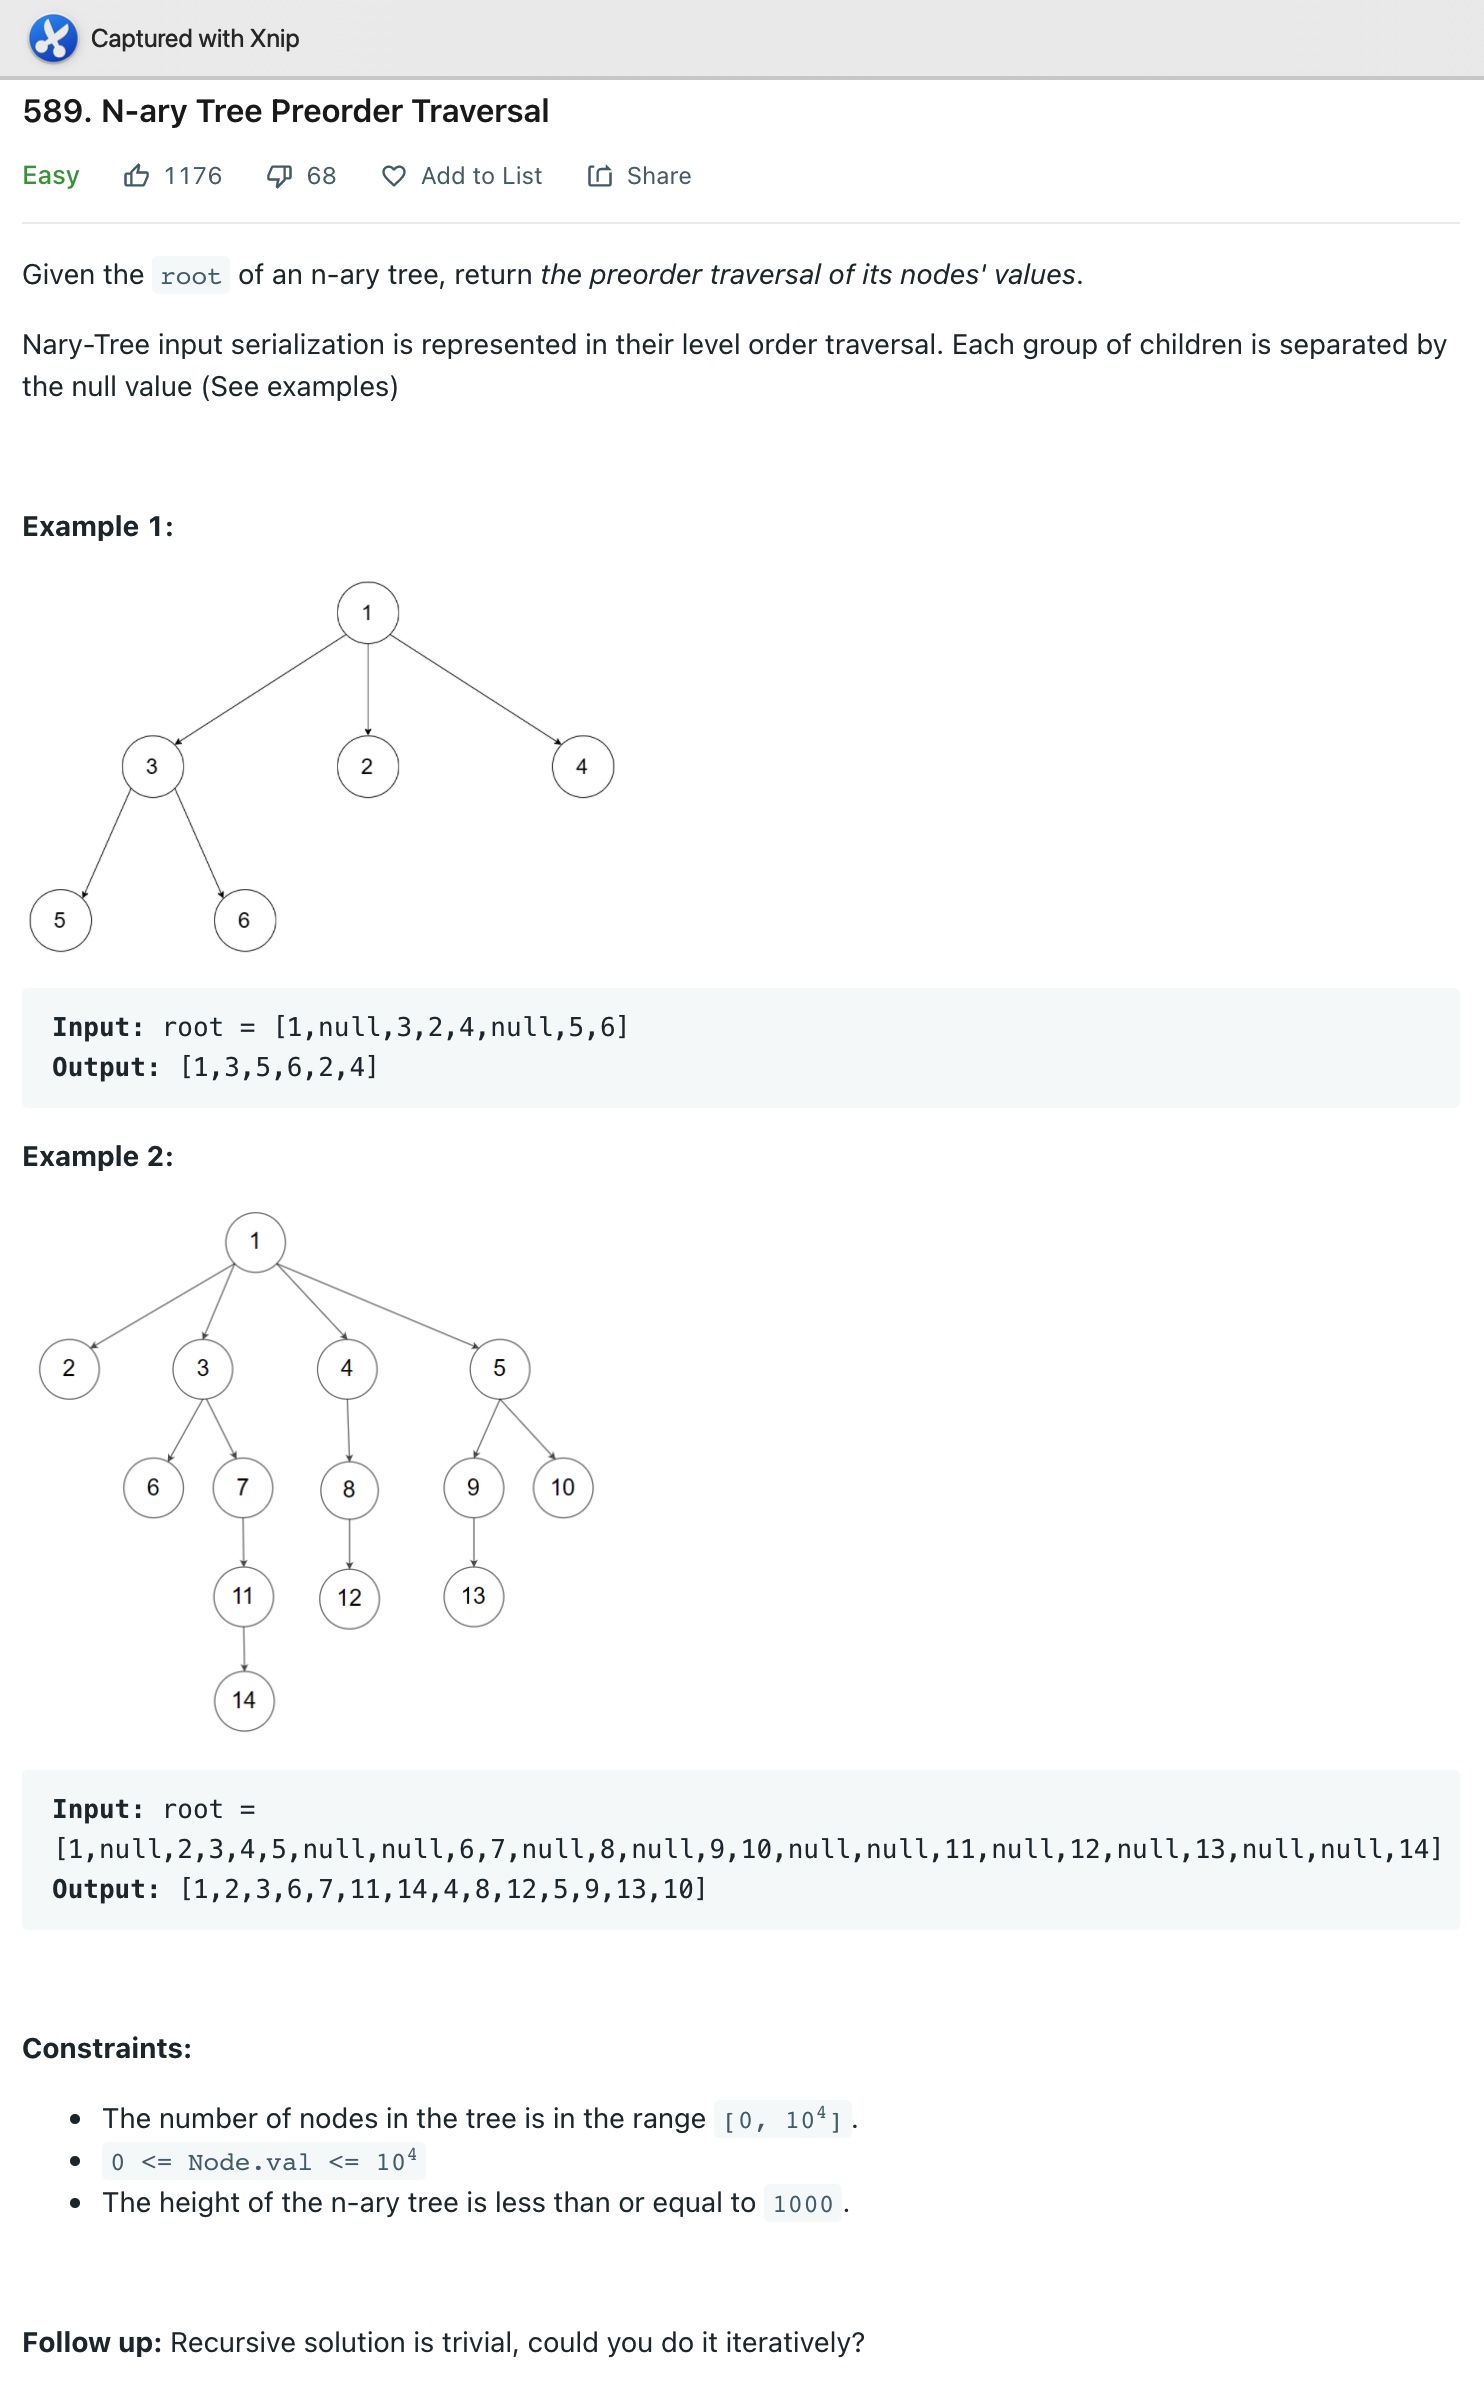 Captured with Xnip
589. N-ary Tree Preorder Traversal
Easy 1176 68 Add to List Share
Given the root of an n-ary tree, return the preorder traversal of its nodes' values.
Nary-Tree input serialization is represented in their level order traversal. Each group of children is separated by
the null value (See examples)
Example 1:
1
3 2 4
5 6
Input: root = [1,null,3,2,4,null,5,6]
Output: [1,3,5,6,2,4]
Example 2:
1
2 3 4 5
6 7 8 9 10
11 12 13
14
Input: root =
[1,null,2,3,4,5,null,null,6,7,null,8,null,9,10,null,null,11,null,12,null,13,null,null,14]
Output: [1,2,3,6,7,11,14,4,8,12,5,9,13,10]
Constraints:
• The number of nodes in the tree is in the range [0, 10⁴].
• 0 <= Node.val <= 10⁴
• The height of the n-ary tree is less than or equal to 1000.
Follow up: Recursive solution is trivial, could you do it iteratively?